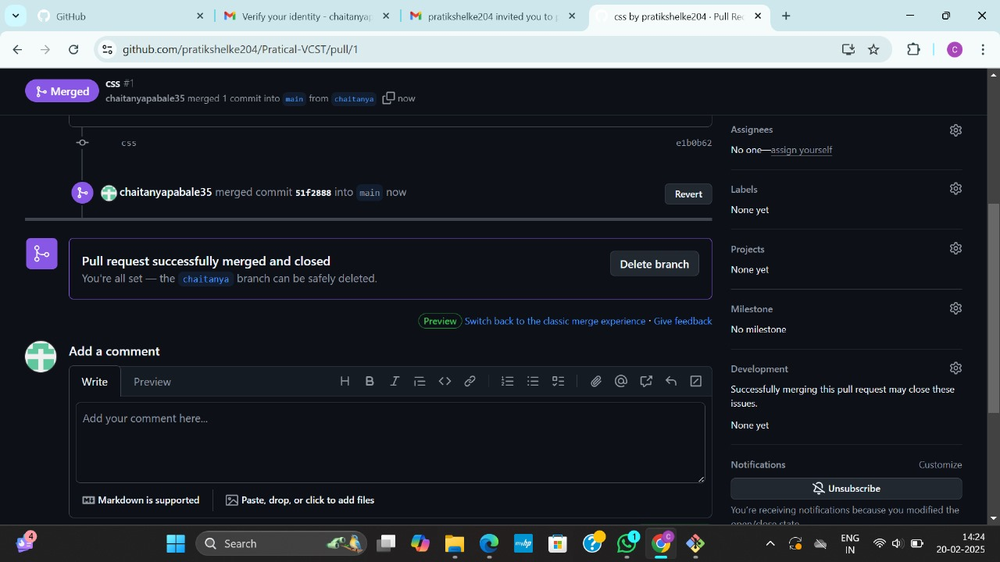 GitHub
Verify your identity - chaitanyap
pratikshelke204 invited you to
css by pratikshelke204 · Pull Re
github.com/pratikshelke204/Pratical-VCST/pull/1
C
Merged
css #1
chaitanyapabale35 merged 1 commit into main from chaitanya now
css e1b0b62
chaitanyapabale35 merged commit 51f2888 into main now
Revert
Pull request successfully merged and closed
You're all set — the chaitanya branch can be safely deleted.
Delete branch
Preview Switch back to the classic merge experience · Give feedback
Add a comment
Write Preview
Add your comment here...
Markdown is supported
Paste, drop, or click to add files
Assignees
No one—assign yourself
Labels
None yet
Projects
None yet
Milestone
No milestone
Development
Successfully merging this pull request may close these
issues.
None yet
Notifications Customize
Unsubscribe
You're receiving notifications because you modified the
open/close state.
4
Search
myhp
1
C
ENG
IN
14:24
20-02-2025